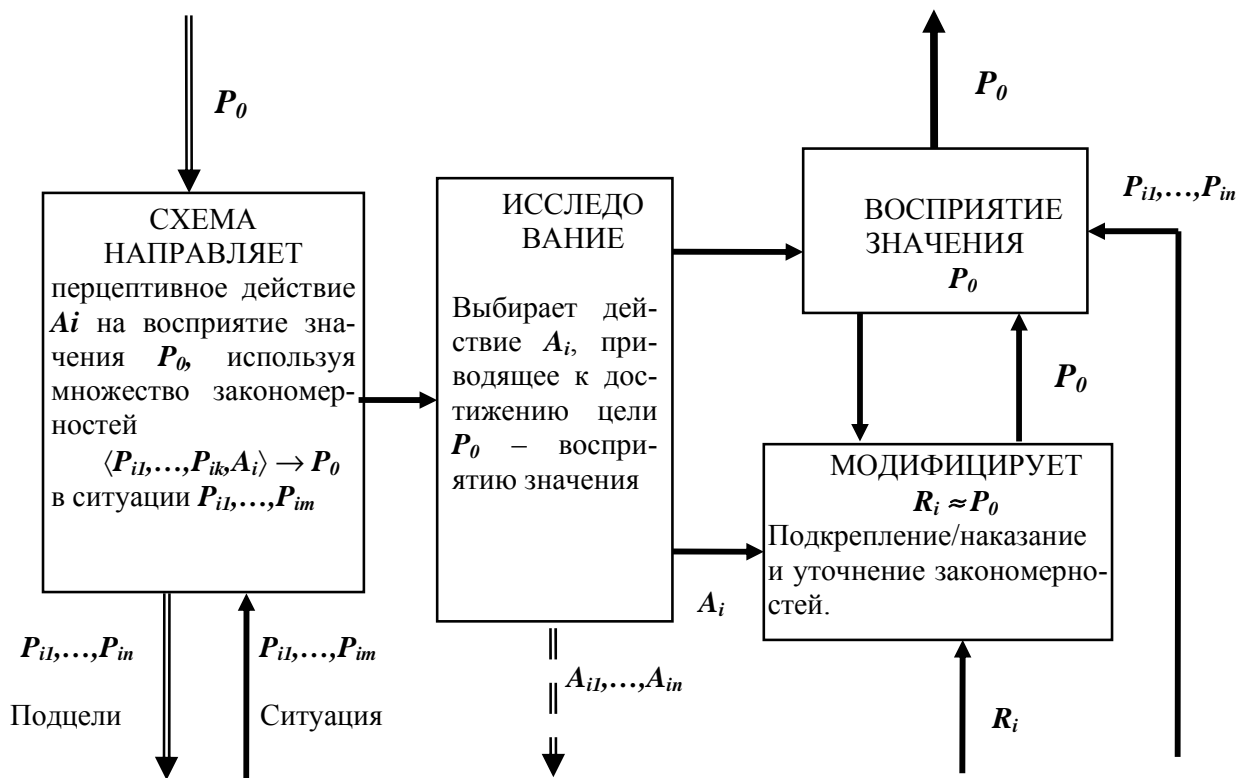 P₀
СХЕМА
НАПРАВЛЯЕТ
перцептивное действие
Ai на восприятие зна-
чения P₀, используя
множество закономер-
ностей
⟨Pi1,…,Pik,Ai⟩ → P₀
в ситуации Pi1,…,Pim
Pi1,…,Pin
Подцели
Pi1,…,Pim
Ситуация
ИССЛЕДО
ВАНИЕ
Выбирает дей-
ствие Ai, при-
водящее к дос-
тижению цели
P₀ – воспри-
ятию значения
Ai1,…,Ain
Ai
P₀
ВОСПРИЯТИЕ
ЗНАЧЕНИЯ
P₀
Pi1,…,Pin
P₀
МОДИФИЦИРУЕТ
Ri ≈ P₀
Подкрепление/наказание
и уточнение закономерно-
стей.
Ri